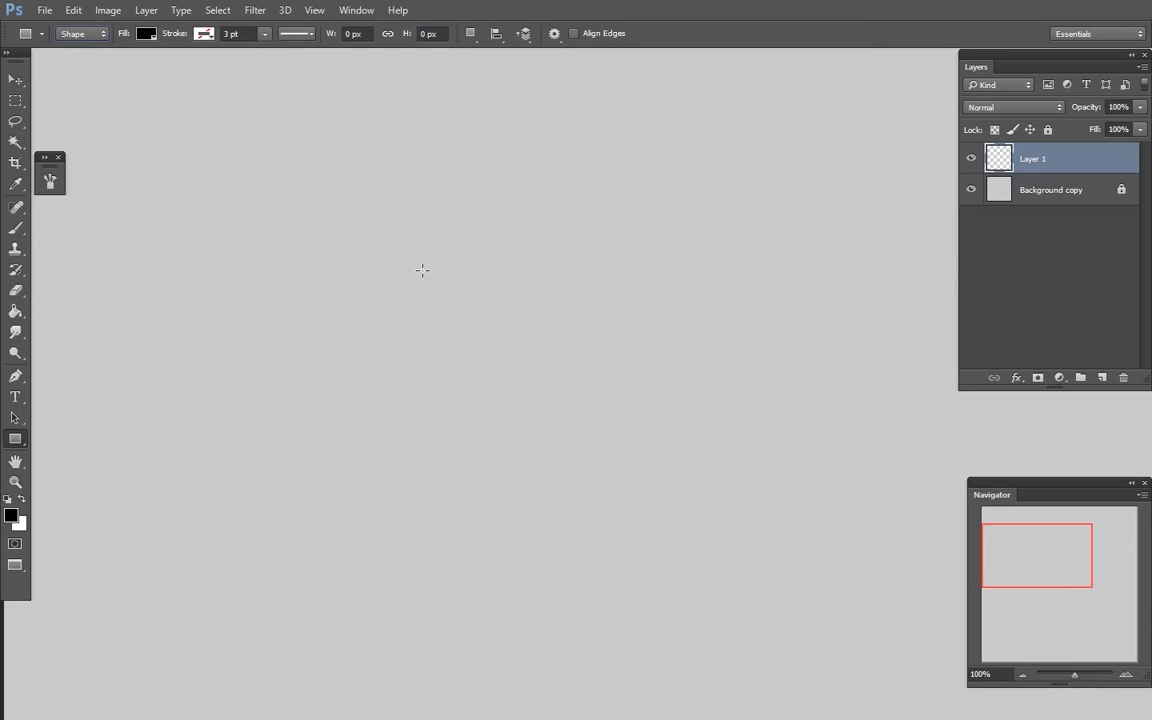 Ps File Edit Image Layer Type Select Filter 3D View Window Help
Shape Fill: Stroke: 3 pt W: 0 px H: 0 px Align Edges Essentials
Layers
Kind T
Normal Opacity: 100%
Lock: Fill: 100%
Layer 1
Background copy
fx.
T
Navigator
100%